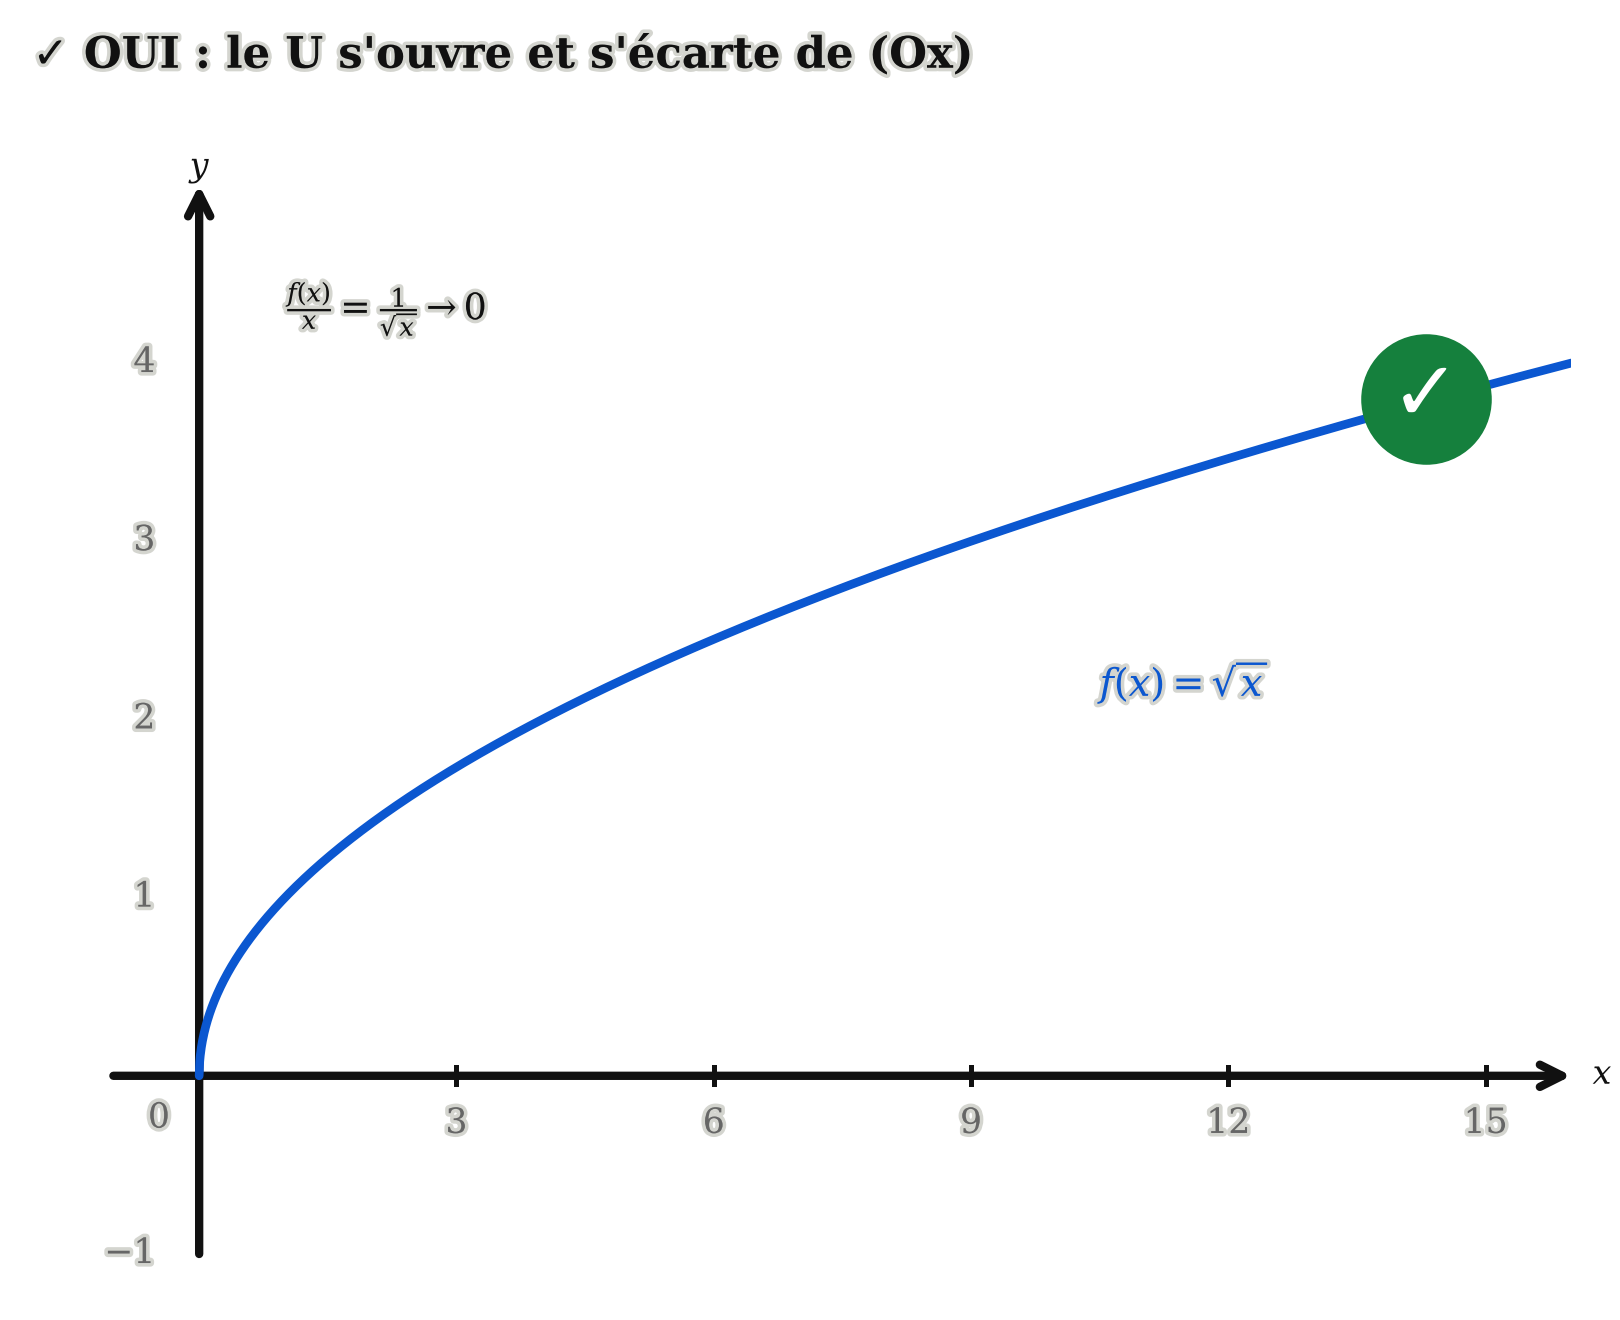 ✓ OUI : le U s'ouvre et s'écarte de (Ox)
y
f(x)/x = 1/√x → 0
4
3
2
1
0
−1
✓
f(x) = √x
3 6 9 12 15
x